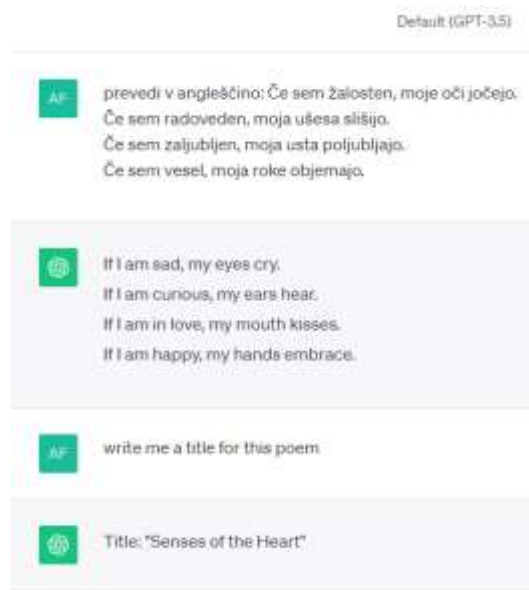 Default (GPT-3.5)
AF
prevedi v angleščino: Če sem žalosten, moje oči jočejo.
Če sem radoveden, moja ušesa slišijo.
Če sem zaljubljen, moja usta poljubljajo.
Če sem vesel, moja roke objemajo.
If I am sad, my eyes cry.
If I am curious, my ears hear.
If I am in love, my mouth kisses.
If I am happy, my hands embrace.
AF
write me a title for this poem
Title: "Senses of the Heart"